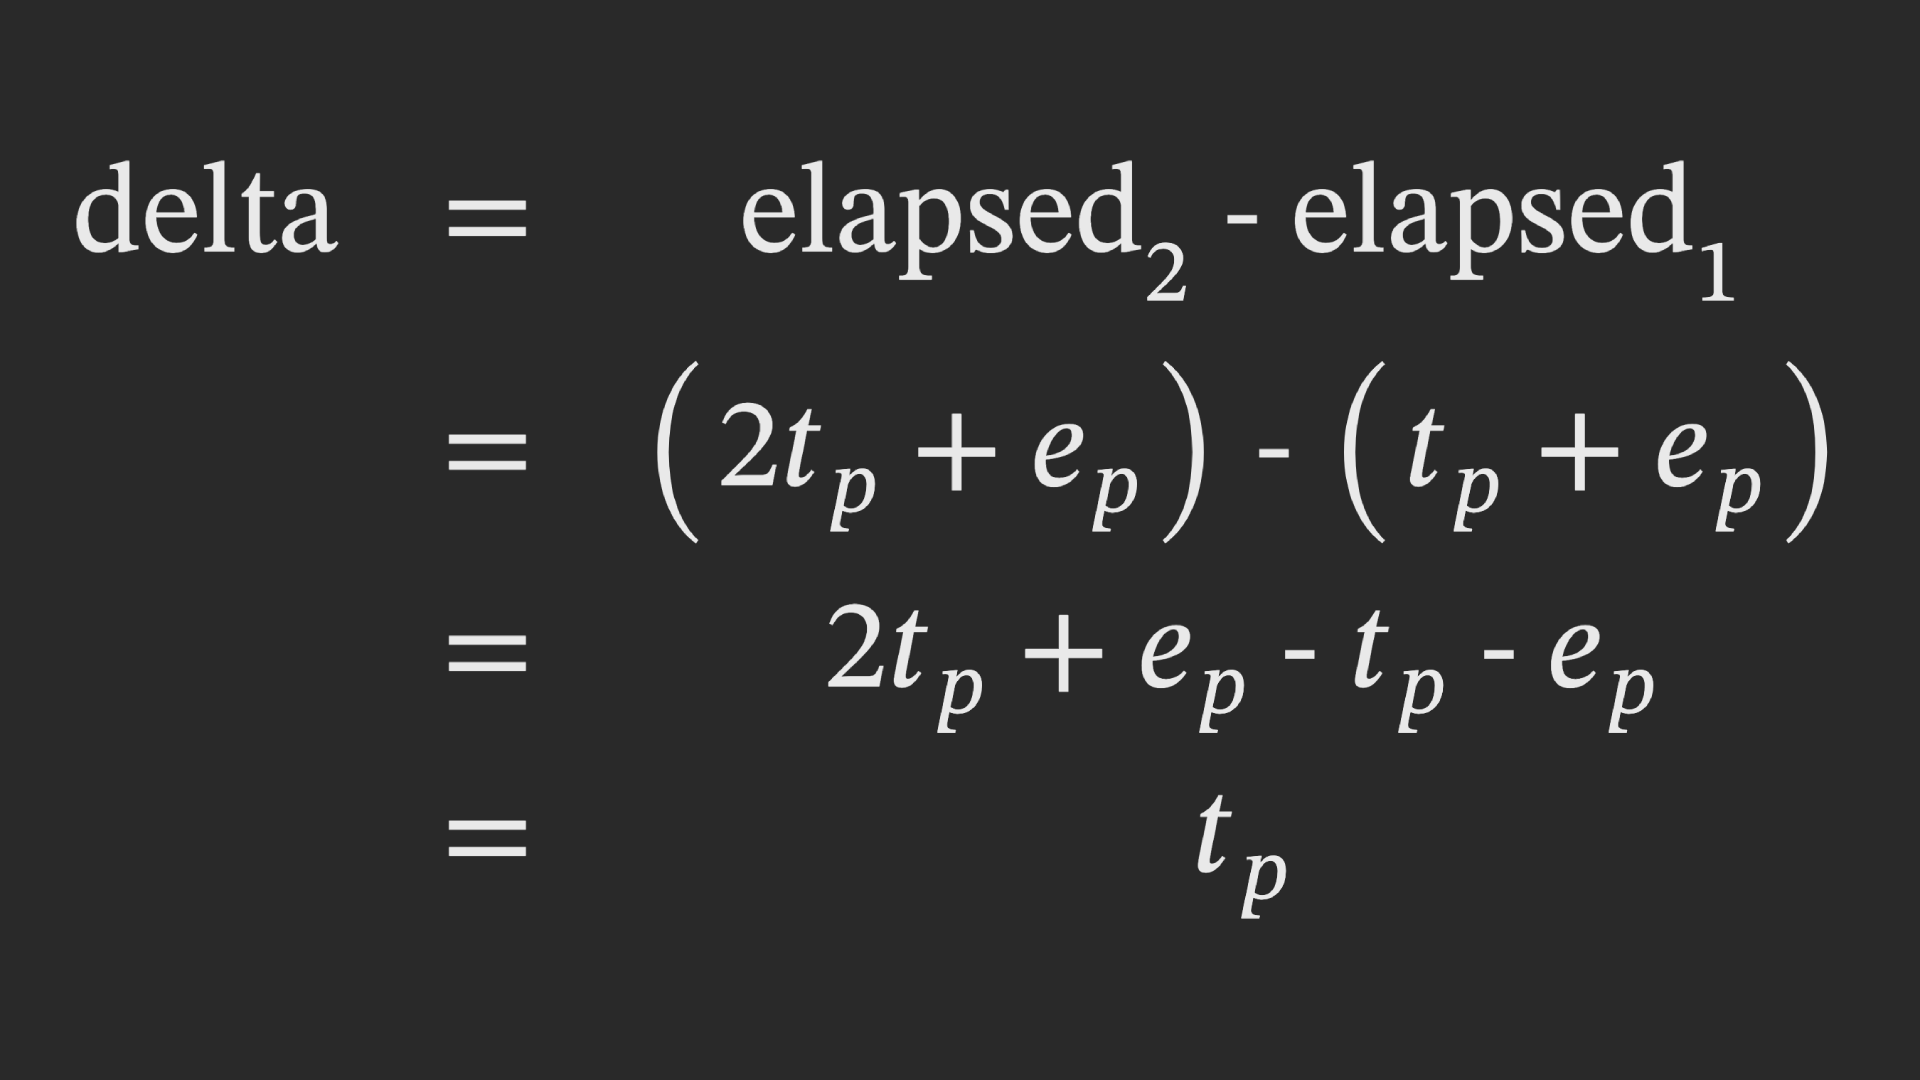 delta = elapsed₂ - elapsed₁
= (2tₚ + eₚ) - (tₚ + eₚ)
= 2tₚ + eₚ - tₚ - eₚ
= tₚ